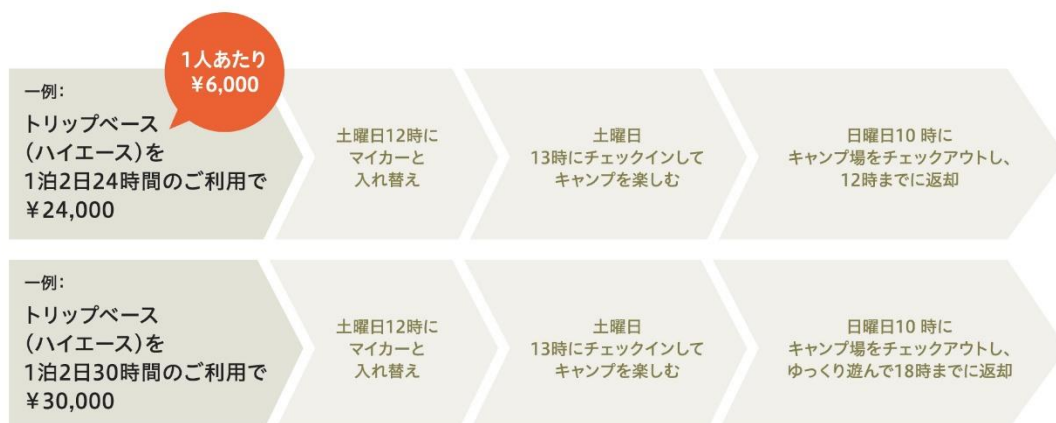 1人あたり
¥6,000
一例：
トリップベース
（ハイエース）を
1泊2日24時間のご利用で
¥24,000
土曜日12時に
マイカーと
入れ替え
土曜日
13時にチェックインして
キャンプを楽しむ
日曜日10 時に
キャンプ場をチェックアウトし、
12時までに返却
一例：
トリップベース
（ハイエース）を
1泊2日30時間のご利用で
¥30,000
土曜日12時に
マイカーと
入れ替え
土曜日
13時にチェックインして
キャンプを楽しむ
日曜日10 時に
キャンプ場をチェックアウトし、
ゆっくり遊んで18時までに返却